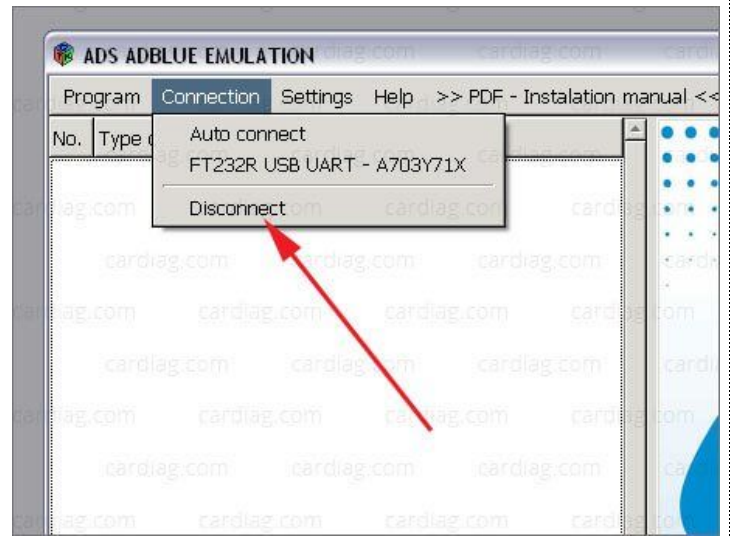 ADS ADBLUE EMULATION
Program Connection Settings Help >> PDF - Instalation manual <<
No. Type
Auto connect
FT232R USB UART - A703Y71X
Disconnect
cardiag.com